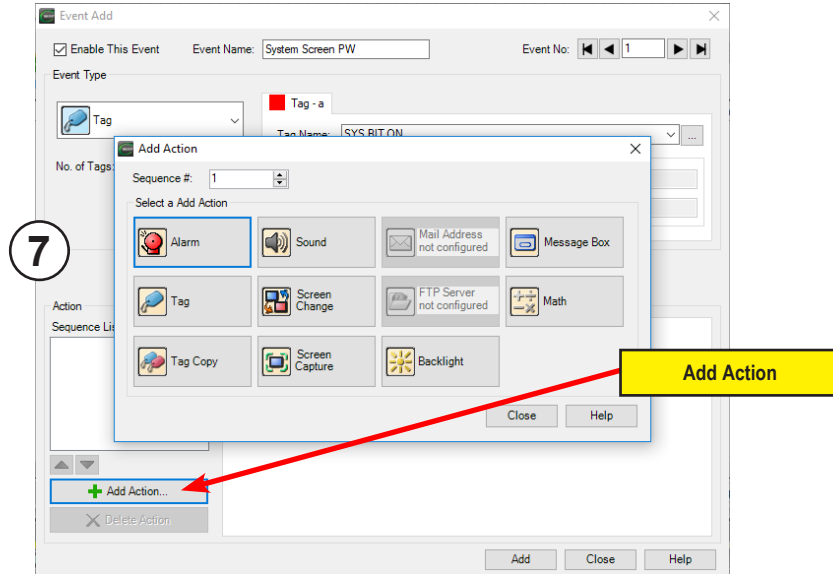 Event Add
Enable This Event Event Name: System Screen PW Event No: 1
Event Type
Tag
Tag - a
Tag Name: SYS BIT ON ...
No. of Tags:
7
Add Action
Sequence #: 1
Select a Add Action
Alarm
Sound
Mail Address
not configured
Message Box
Tag
Screen
Change
FTP Server
not configured
Math
Tag Copy
Screen
Capture
Backlight
Close Help
Action
Sequence Lis
Add Action
Add Action...
Delete Action
Add Close Help